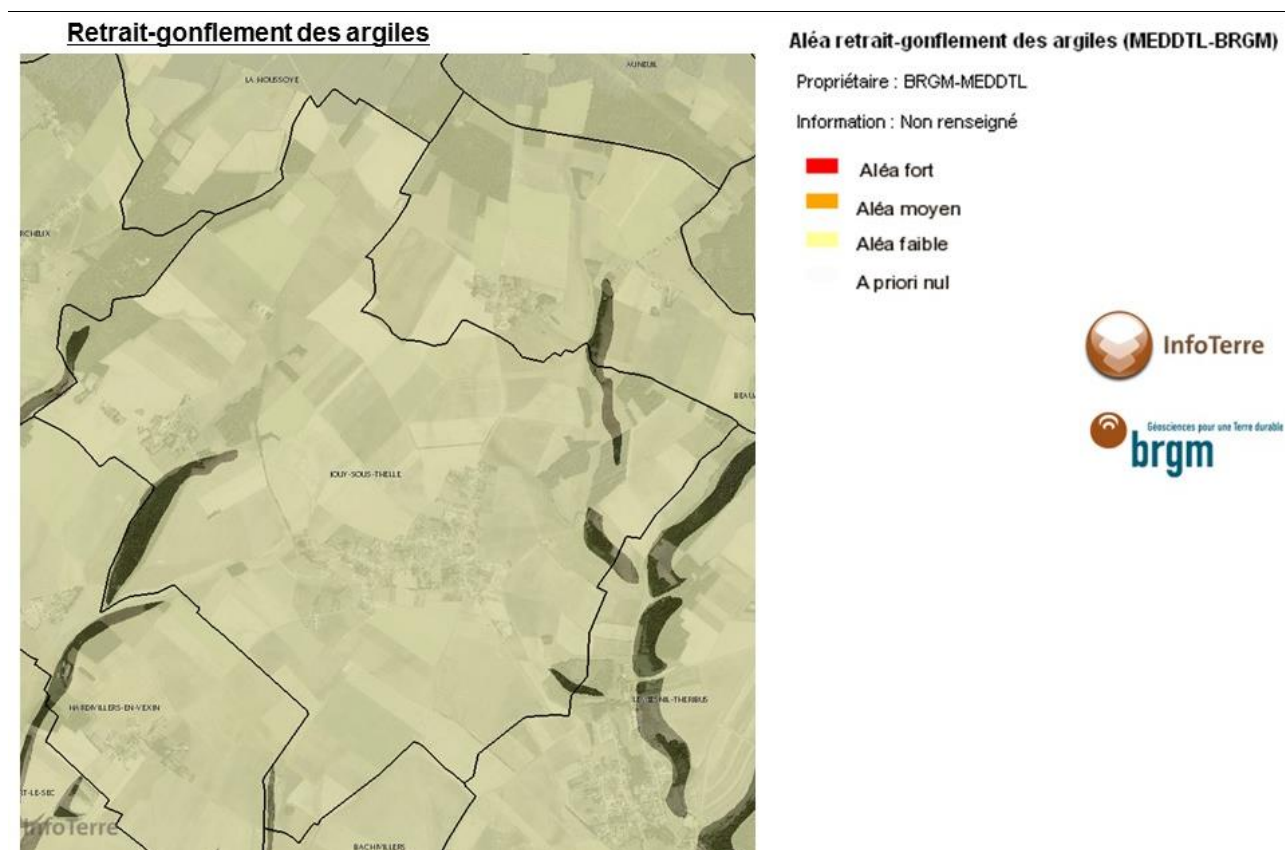 Retrait-gonflement des argiles
LA HOUSSOYE
AUNEUIL
JOUY-SOUS-THELLE
HARDIVILLERS-EN-VEXIN
LE MESNIL-THERIBUS
T-LE-SEC
InfoTerre
BACHIVILLERS
Aléa retrait-gonflement des argiles (MEDDTL-BRGM)
Propriétaire : BRGM-MEDDTL
Information : Non renseigné
Aléa fort
Aléa moyen
Aléa faible
A priori nul
InfoTerre
Géosciences pour une Terre durable
brgm